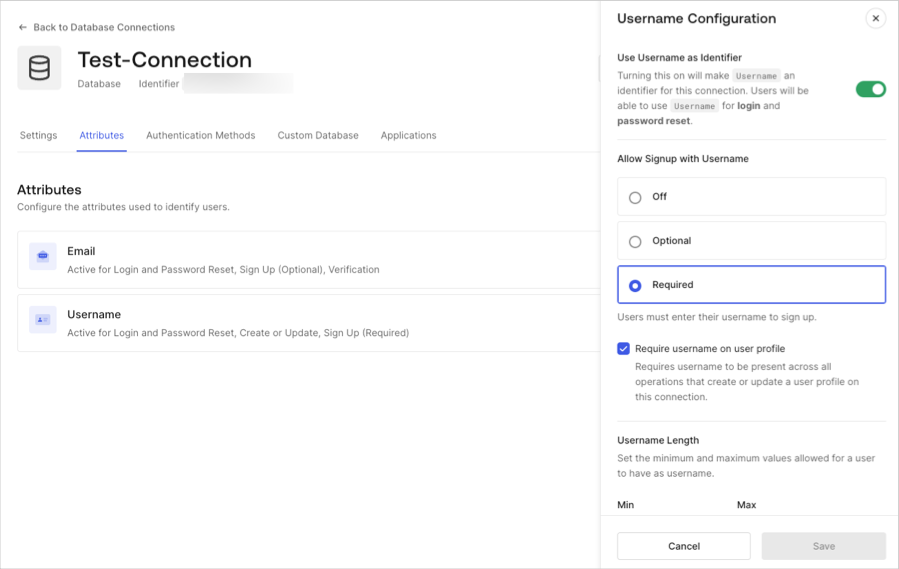 Back to Database Connections
Test-Connection
Database Identifier
Settings Attributes Authentication Methods Custom Database Applications
Attributes
Configure the attributes used to identify users.
Email
Active for Login and Password Reset, Sign Up (Optional), Verification
Username
Active for Login and Password Reset, Create or Update, Sign Up (Required)
Username Configuration
Use Username as Identifier
Turning this on will make Username an
identifier for this connection. Users will be
able to use Username for login and
password reset.
Allow Signup with Username
Off
Optional
Required
Users must enter their username to sign up.
Require username on user profile
Requires username to be present across all
operations that create or update a user profile on
this connection.
Username Length
Set the minimum and maximum values allowed for a user
to have as username.
Min Max
Cancel Save